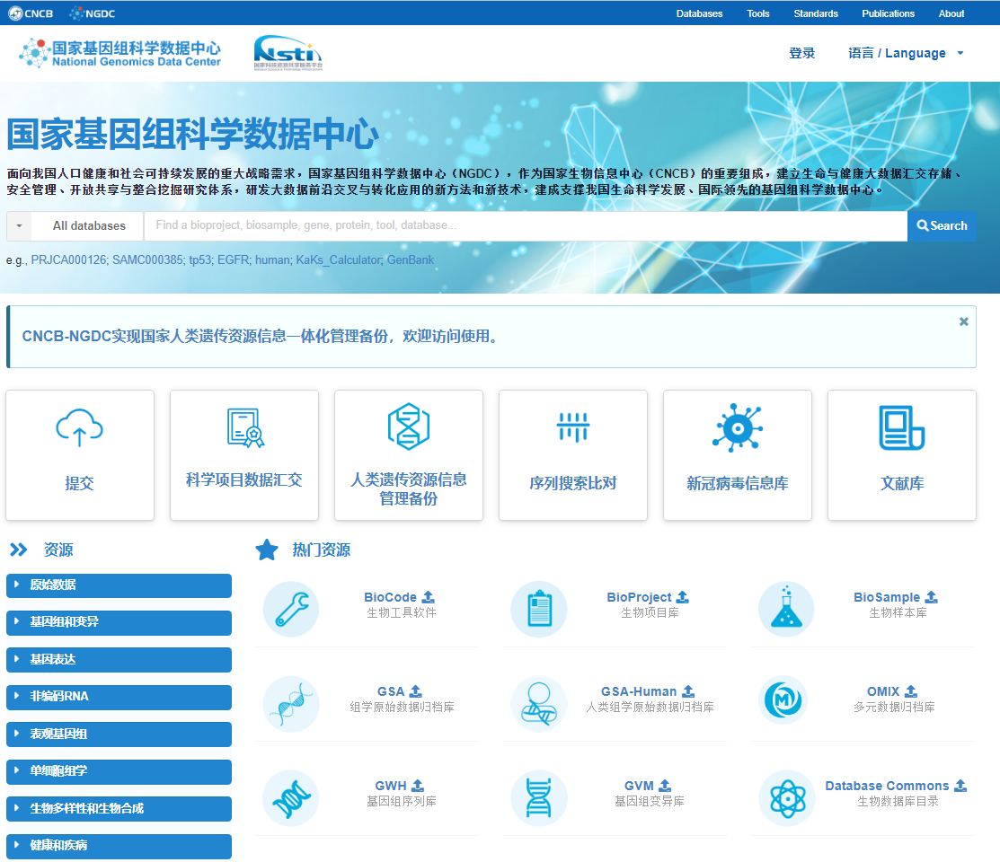 CNCB NGDC Databases Tools Standards Publications About
国家基因组科学数据中心
National Genomics Data Center
Nsti
国家科技资源共享服务平台
登录 语言 / Language
国家基因组科学数据中心
面向我国人口健康和社会可持续发展的重大战略需求，国家基因组科学数据中心（NGDC），作为国家生物信息中心（CNCB）的重要组成，建立生命与健康大数据汇交存储、
安全管理、开放共享与整合挖掘研究体系，研发大数据前沿交叉与转化应用的新方法和新技术，建成支撑我国生命科学发展、国际领先的基因组科学数据中心。
All databases Find a bioproject, biosample, gene, protein, tool, database... Search
e.g., PRJCA000126; SAMC000385; tp53; EGFR; human; KaKs_Calculator; GenBank
CNCB-NGDC实现国家人类遗传资源信息一体化管理备份，欢迎访问使用。
提交
科学项目数据汇交
人类遗传资源信息
管理备份
序列搜索比对
新冠病毒信息库
文献库
资源
原始数据
基因组和变异
基因表达
非编码RNA
表观基因组
单细胞组学
生物多样性和生物合成
健康和疾病
热门资源
BioCode
生物工具软件
BioProject
生物项目库
BioSample
生物样本库
GSA
组学原始数据归档库
GSA-Human
人类组学原始数据归档库
OMIX
多元数据归档库
GWH
基因组序列库
GVM
基因组变异库
Database Commons
生物数据库目录